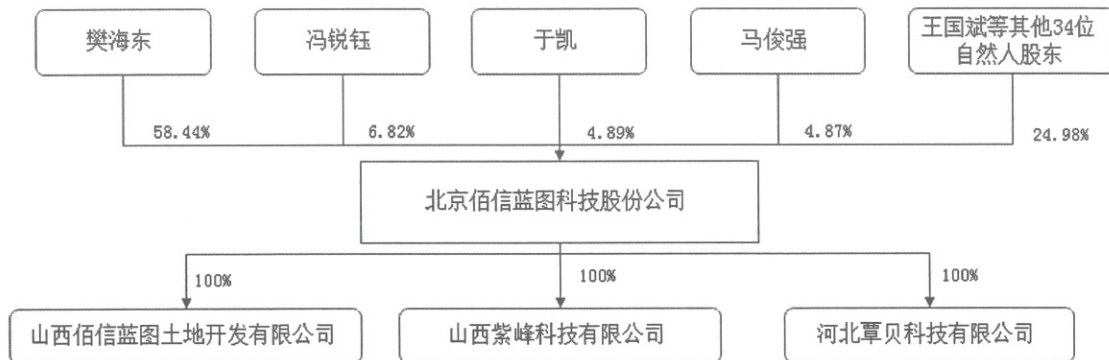 樊海东
冯锐钰
于凯
马俊强
王国斌等其他34位
自然人股东
58.44%
6.82%
4.89%
4.87%
24.98%
北京佰信蓝图科技股份公司
100%
100%
100%
山西佰信蓝图土地开发有限公司
山西紫峰科技有限公司
河北覃贝科技有限公司